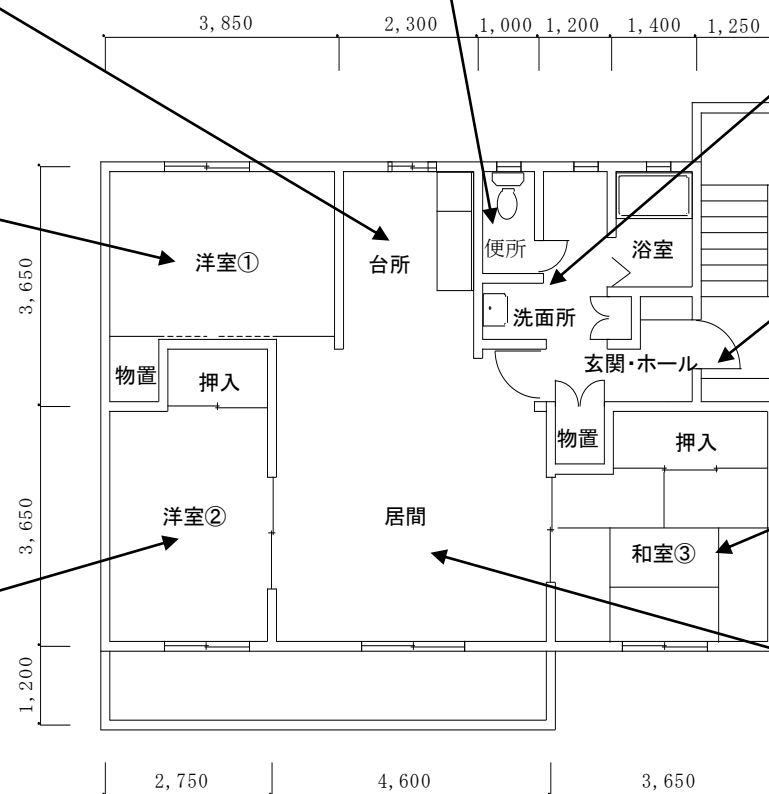 3,850 2,300 1,000 1,200 1,400 1,250
3,650
洋室①
台所
便所
浴室
洗面所
玄関・ホール
物置
押入
物置
押入
3,650
洋室②
居間
和室③
1,200
2,750 4,600 3,650